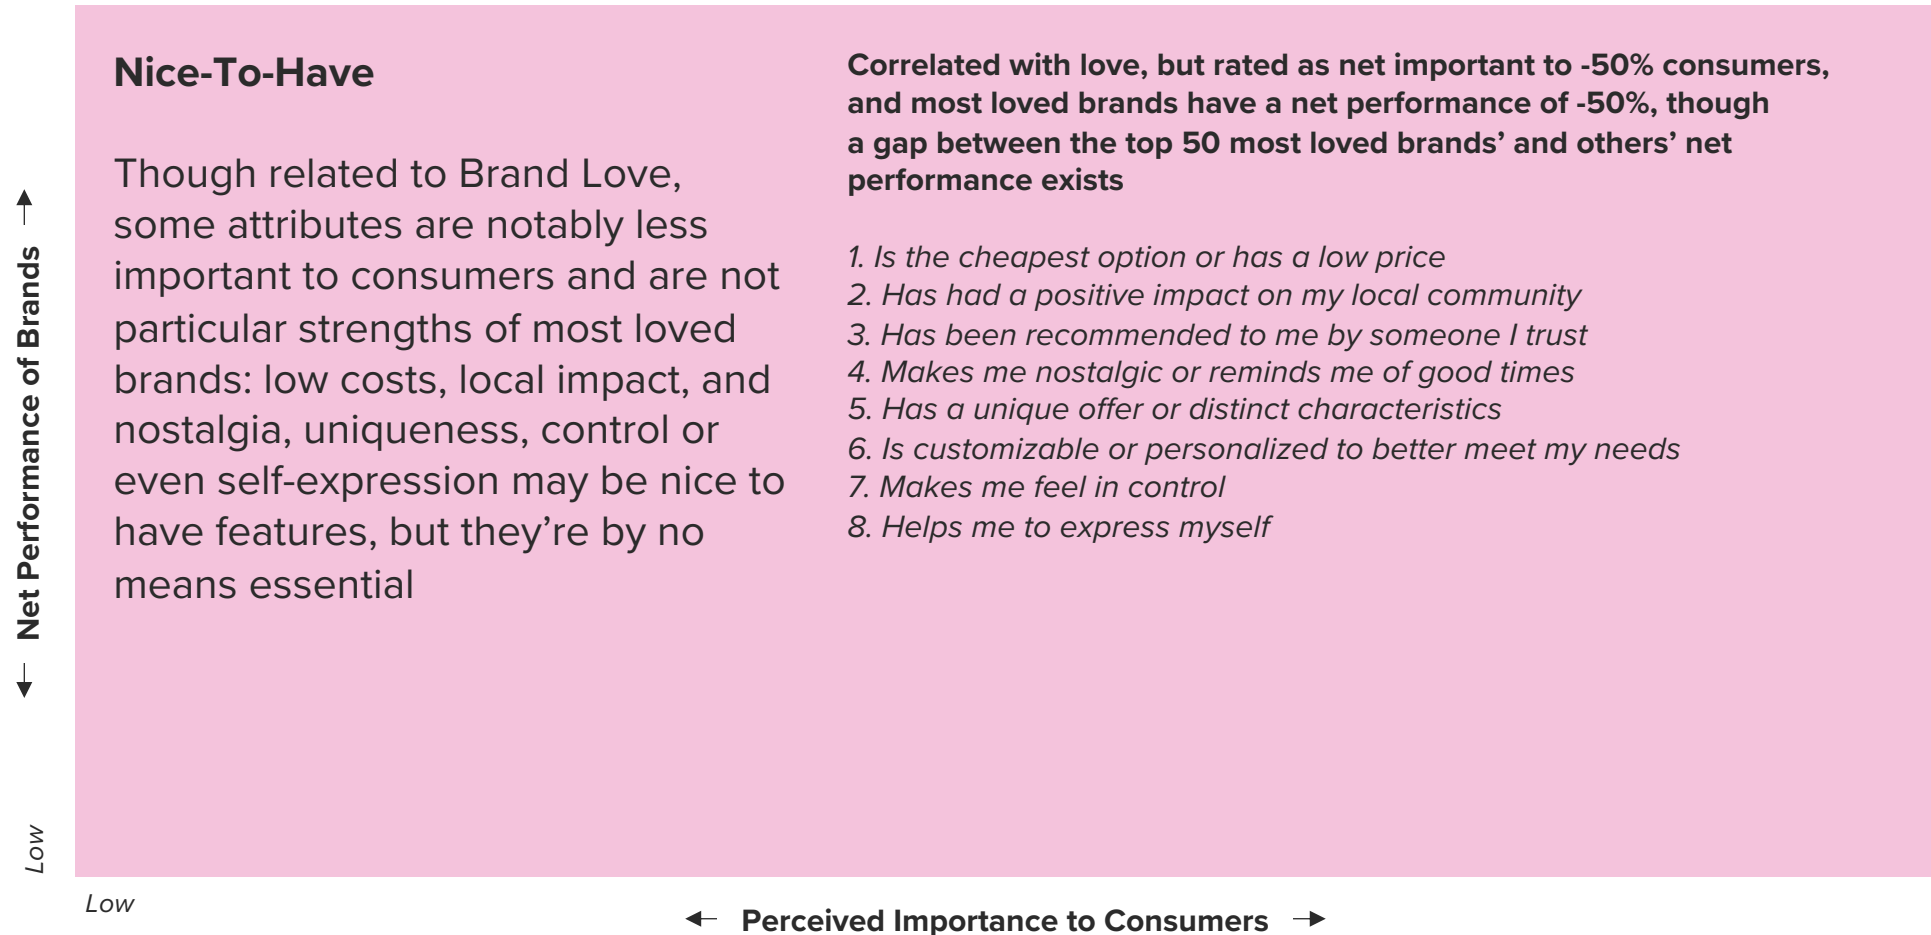 Nice-To-Have
Though related to Brand Love,
some attributes are notably less
important to consumers and are not
particular strengths of most loved
brands: low costs, local impact, and
nostalgia, uniqueness, control or
even self-expression may be nice to
have features, but they’re by no
means essential
Correlated with love, but rated as net important to -50% consumers,
and most loved brands have a net performance of -50%, though
a gap between the top 50 most loved brands’ and others’ net
performance exists
1. Is the cheapest option or has a low price
2. Has had a positive impact on my local community
3. Has been recommended to me by someone I trust
4. Makes me nostalgic or reminds me of good times
5. Has a unique offer or distinct characteristics
6. Is customizable or personalized to better meet my needs
7. Makes me feel in control
8. Helps me to express myself
Net Performance of Brands
Low
Low
Perceived Importance to Consumers